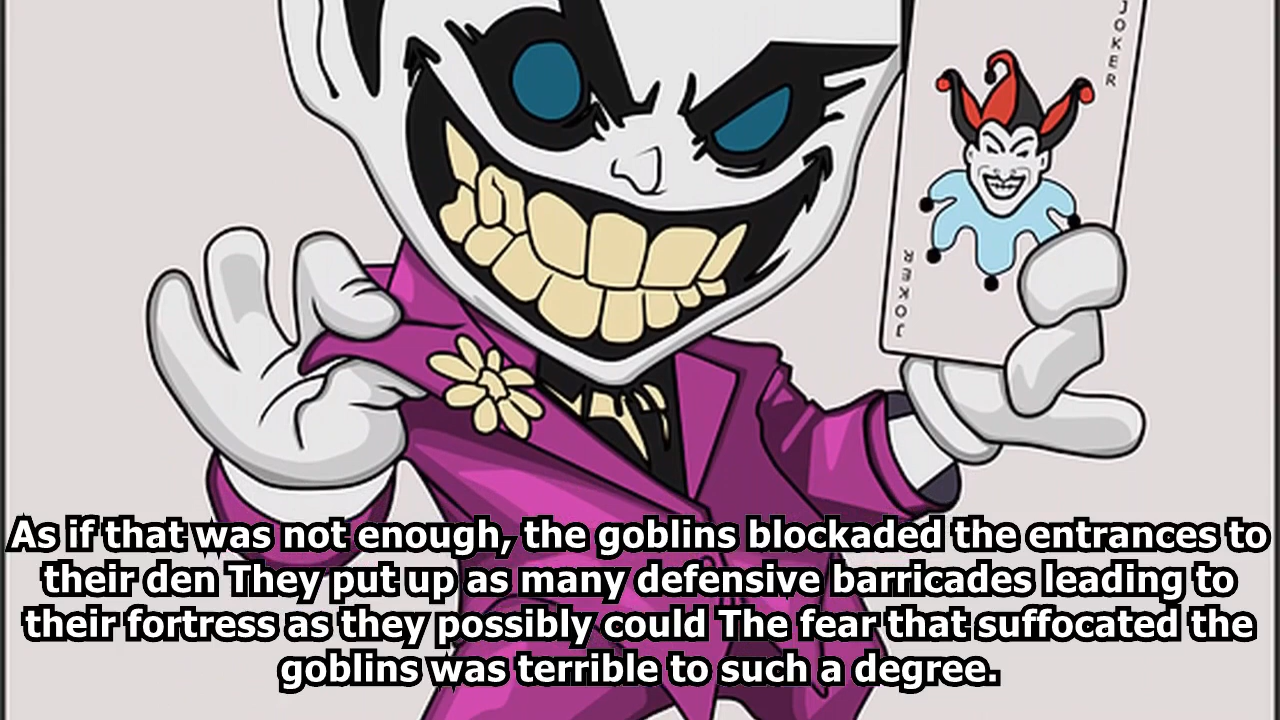 JOKER
JOKER
As if that was not enough, the goblins blockaded the entrances to
their den They put up as many defensive barricades leading to
their fortress as they possibly could The fear that suffocated the
goblins was terrible to such a degree.